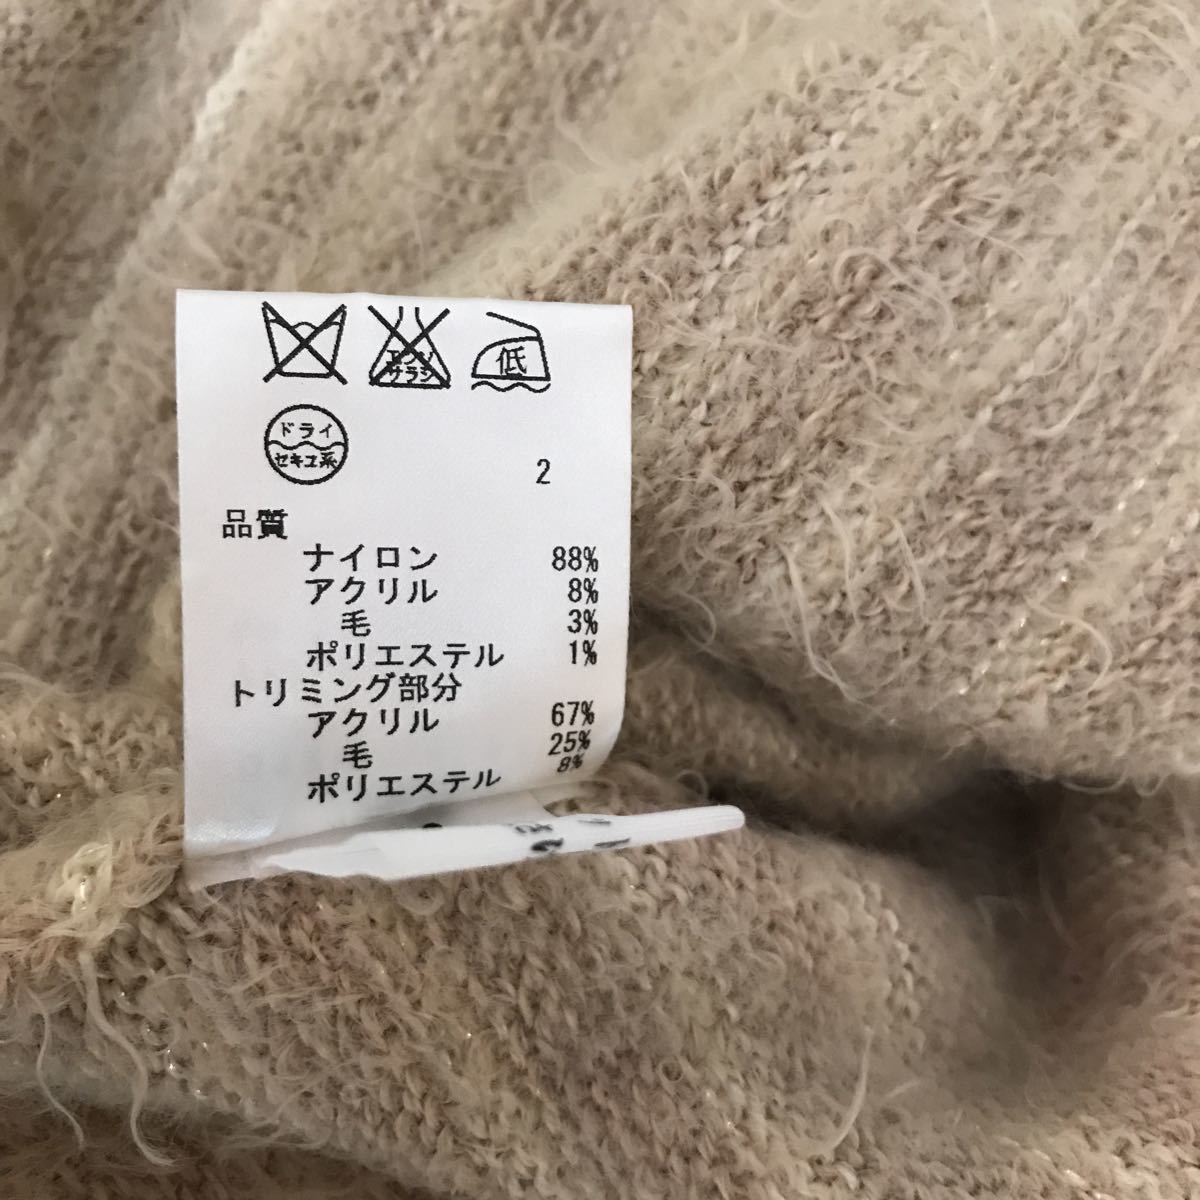 エンソ
サラシ
低
ドライ
セキユ系
2
品質
ナイロン 88%
アクリル 8%
毛 3%
ポリエステル 1%
トリミング部分
アクリル 67%
毛 25%
ポリエステル 8%